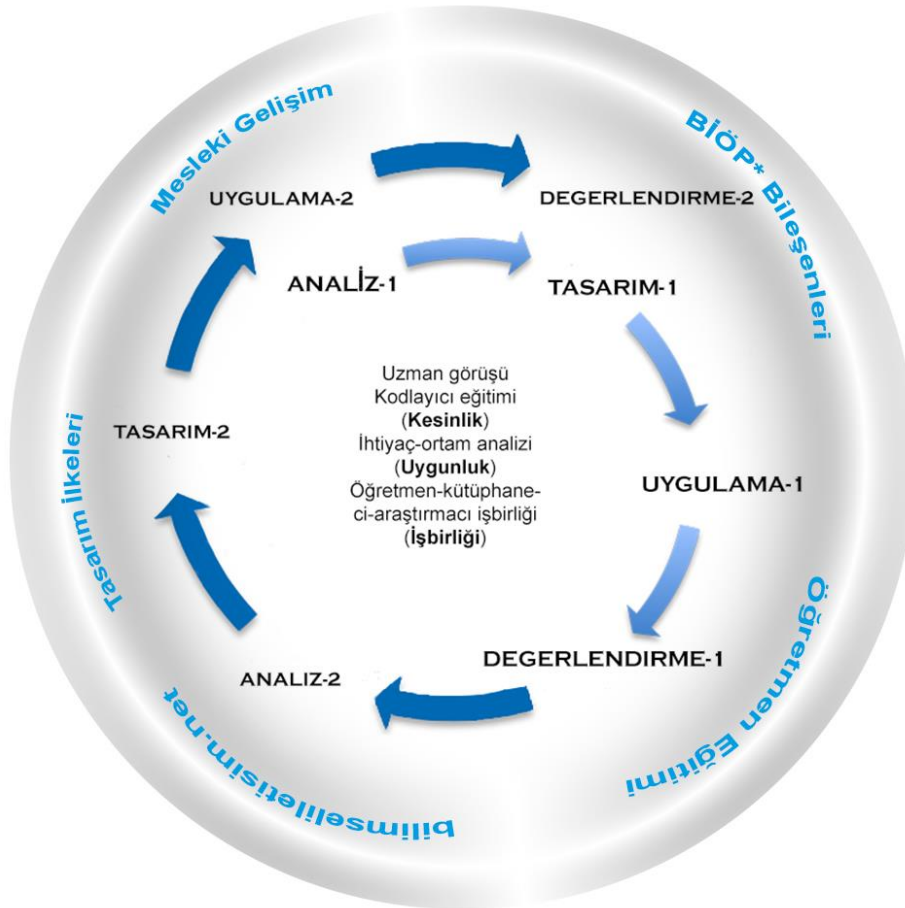 Mesleki Gelişim
BİÖP* Bileşenleri
UYGULAMA-2
DEGERLENDIRME-2
ANALİZ-1
TASARIM-1
Uzman görüşü
Kodlayıcı eğitimi
(Kesinlik)
İhtiyaç-ortam analizi
(Uygunluk)
Öğretmen-kütüphane-
ci-araştırmacı işbirliği
(İşbirliği)
TASARIM-2
Tasarım İlkeleri
UYGULAMA-1
DEGERLENDIRME-1
ANALIZ-2
Öğretmen Eğitimi
bilimseliletisim.net